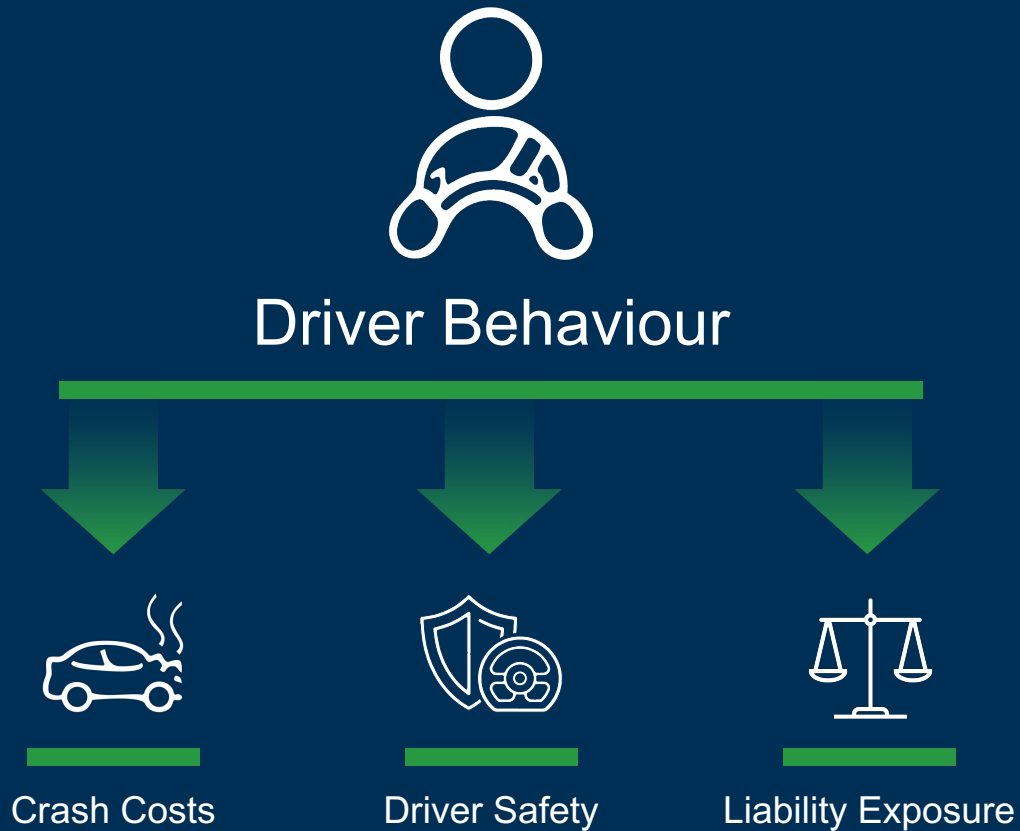 Driver Behaviour
Crash Costs
Driver Safety
Liability Exposure